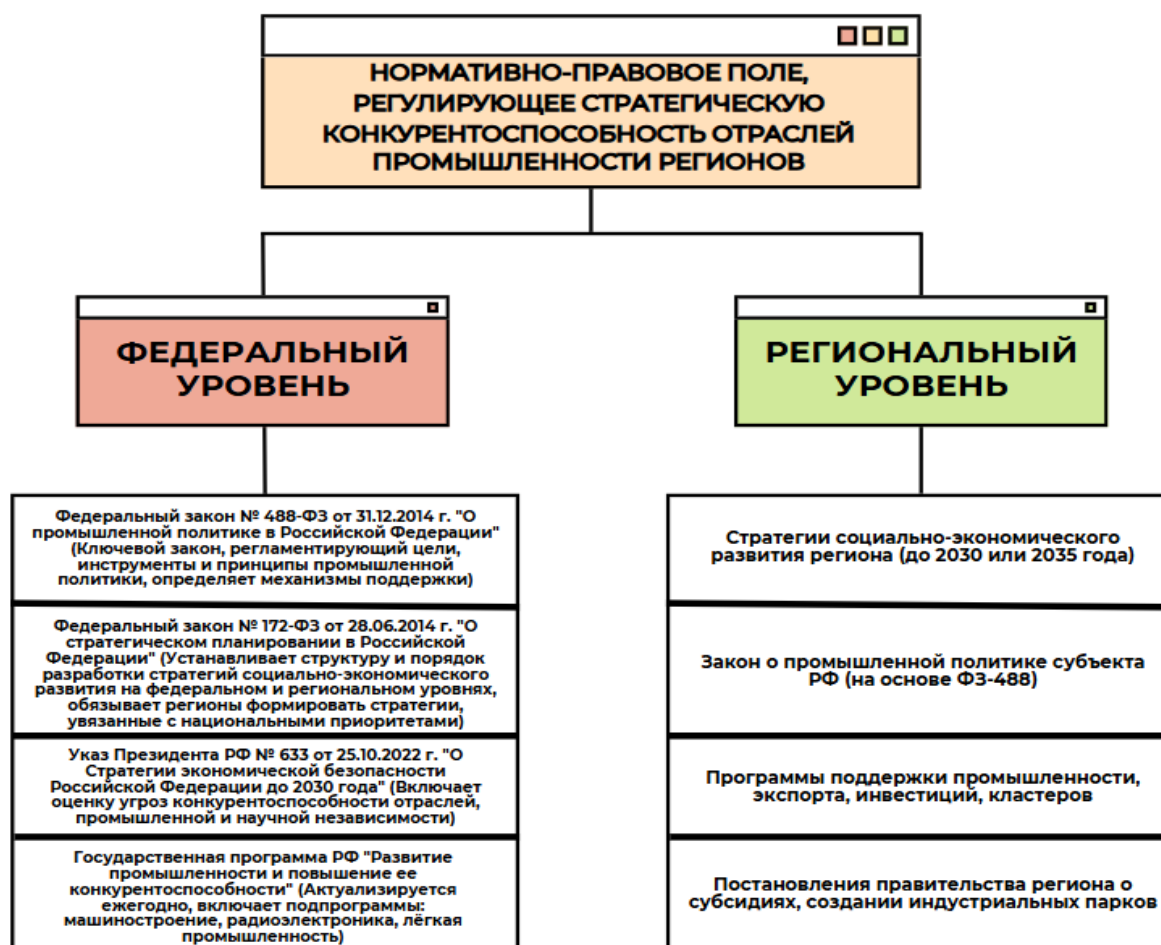 НОРМАТИВНО-ПРАВОВОЕ ПОЛЕ,
РЕГУЛИРУЮЩЕЕ СТРАТЕГИЧЕСКУЮ
КОНКУРЕНТОСПОСОБНОСТЬ ОТРАСЛЕЙ
ПРОМЫШЛЕННОСТИ РЕГИОНОВ
ФЕДЕРАЛЬНЫЙ
УРОВЕНЬ
Федеральный закон № 488-ФЗ от 31.12.2014 г. "О
промышленной политике в Российской Федерации"
(Ключевой закон, регламентирующий цели,
инструменты и принципы промышленной
политики, определяет механизмы поддержки)
Федеральный закон № 172-ФЗ от 28.06.2014 г. "О
стратегическом планировании в Российской
Федерации" (Устанавливает структуру и порядок
разработки стратегий социально-экономического
развития на федеральном и региональном уровнях,
обязывает регионы формировать стратегии,
увязанные с национальными приоритетами)
Указ Президента РФ № 633 от 25.10.2022 г. "О
Стратегии экономической безопасности
Российской Федерации до 2030 года" (Включает
оценку угроз конкурентоспособности отраслей,
промышленной и научной независимости)
Государственная программа РФ "Развитие
промышленности и повышение ее
конкурентоспособности" (Актуализируется
ежегодно, включает подпрограммы:
машиностроение, радиоэлектроника, лёгкая
промышленность)
РЕГИОНАЛЬНЫЙ
УРОВЕНЬ
Стратегии социально-экономического
развития региона (до 2030 или 2035 года)
Закон о промышленной политике субъекта
РФ (на основе ФЗ-488)
Программы поддержки промышленности,
экспорта, инвестиций, кластеров
Постановления правительства региона о
субсидиях, создании индустриальных парков